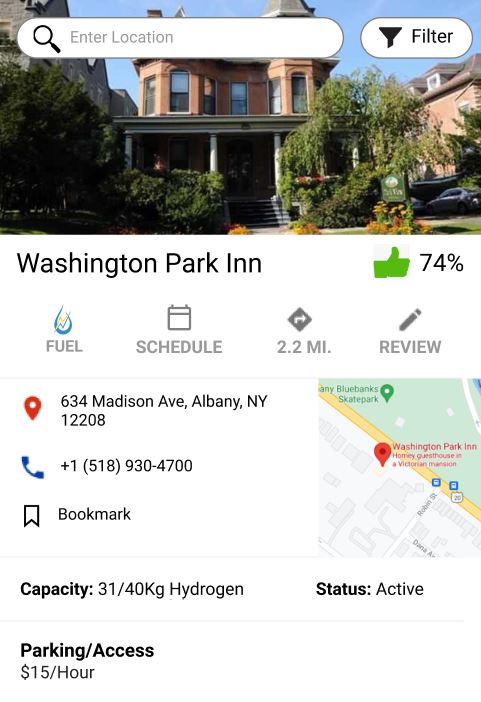 Enter Location
Filter
Washington Park Inn
74%
FUEL
SCHEDULE
2.2 MI.
REVIEW
634 Madison Ave, Albany, NY
12208
+1 (518) 930-4700
Bookmark
any Bluebanks
Skatepark
Washington Park Inn
Homey guesthouse in
a Victorian mansion
Robin St
20
Dana Av
Capacity: 31/40Kg Hydrogen
Status: Active
Parking/Access
$15/Hour